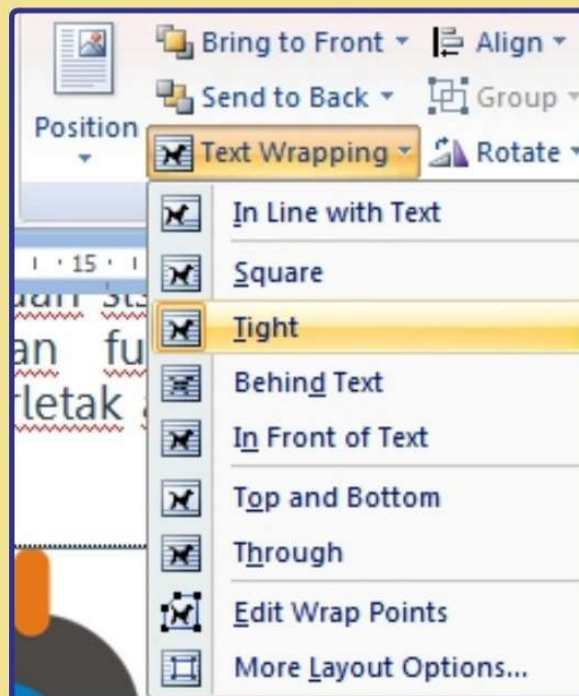 Bring to Front Align
Position Send to Back Group
Text Wrapping Rotate
In Line with Text
15 Square
an fu Tight
rletak Behind Text
In Front of Text
Top and Bottom
Through
Edit Wrap Points
More Layout Options...